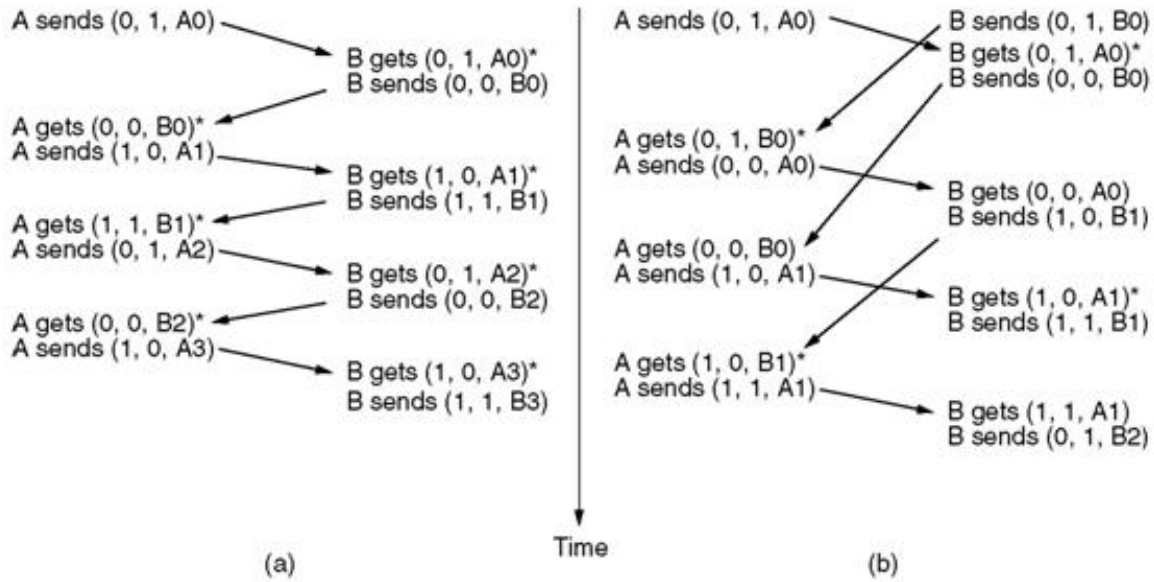 A sends (0, 1, A0)
B gets (0, 1, A0)*
B sends (0, 0, B0)
A gets (0, 0, B0)*
A sends (1, 0, A1)
B gets (1, 0, A1)*
B sends (1, 1, B1)
A gets (1, 1, B1)*
A sends (0, 1, A2)
B gets (0, 1, A2)*
B sends (0, 0, B2)
A gets (0, 0, B2)*
A sends (1, 0, A3)
B gets (1, 0, A3)*
B sends (1, 1, B3)
(a)
Time
A sends (0, 1, A0)
B sends (0, 1, B0)
B gets (0, 1, A0)*
B sends (0, 0, B0)
A gets (0, 1, B0)*
A sends (0, 0, A0)
B gets (0, 0, A0)
B sends (1, 0, B1)
A gets (0, 0, B0)
A sends (1, 0, A1)
B gets (1, 0, A1)*
B sends (1, 1, B1)
A gets (1, 0, B1)*
A sends (1, 1, A1)
B gets (1, 1, A1)
B sends (0, 1, B2)
(b)